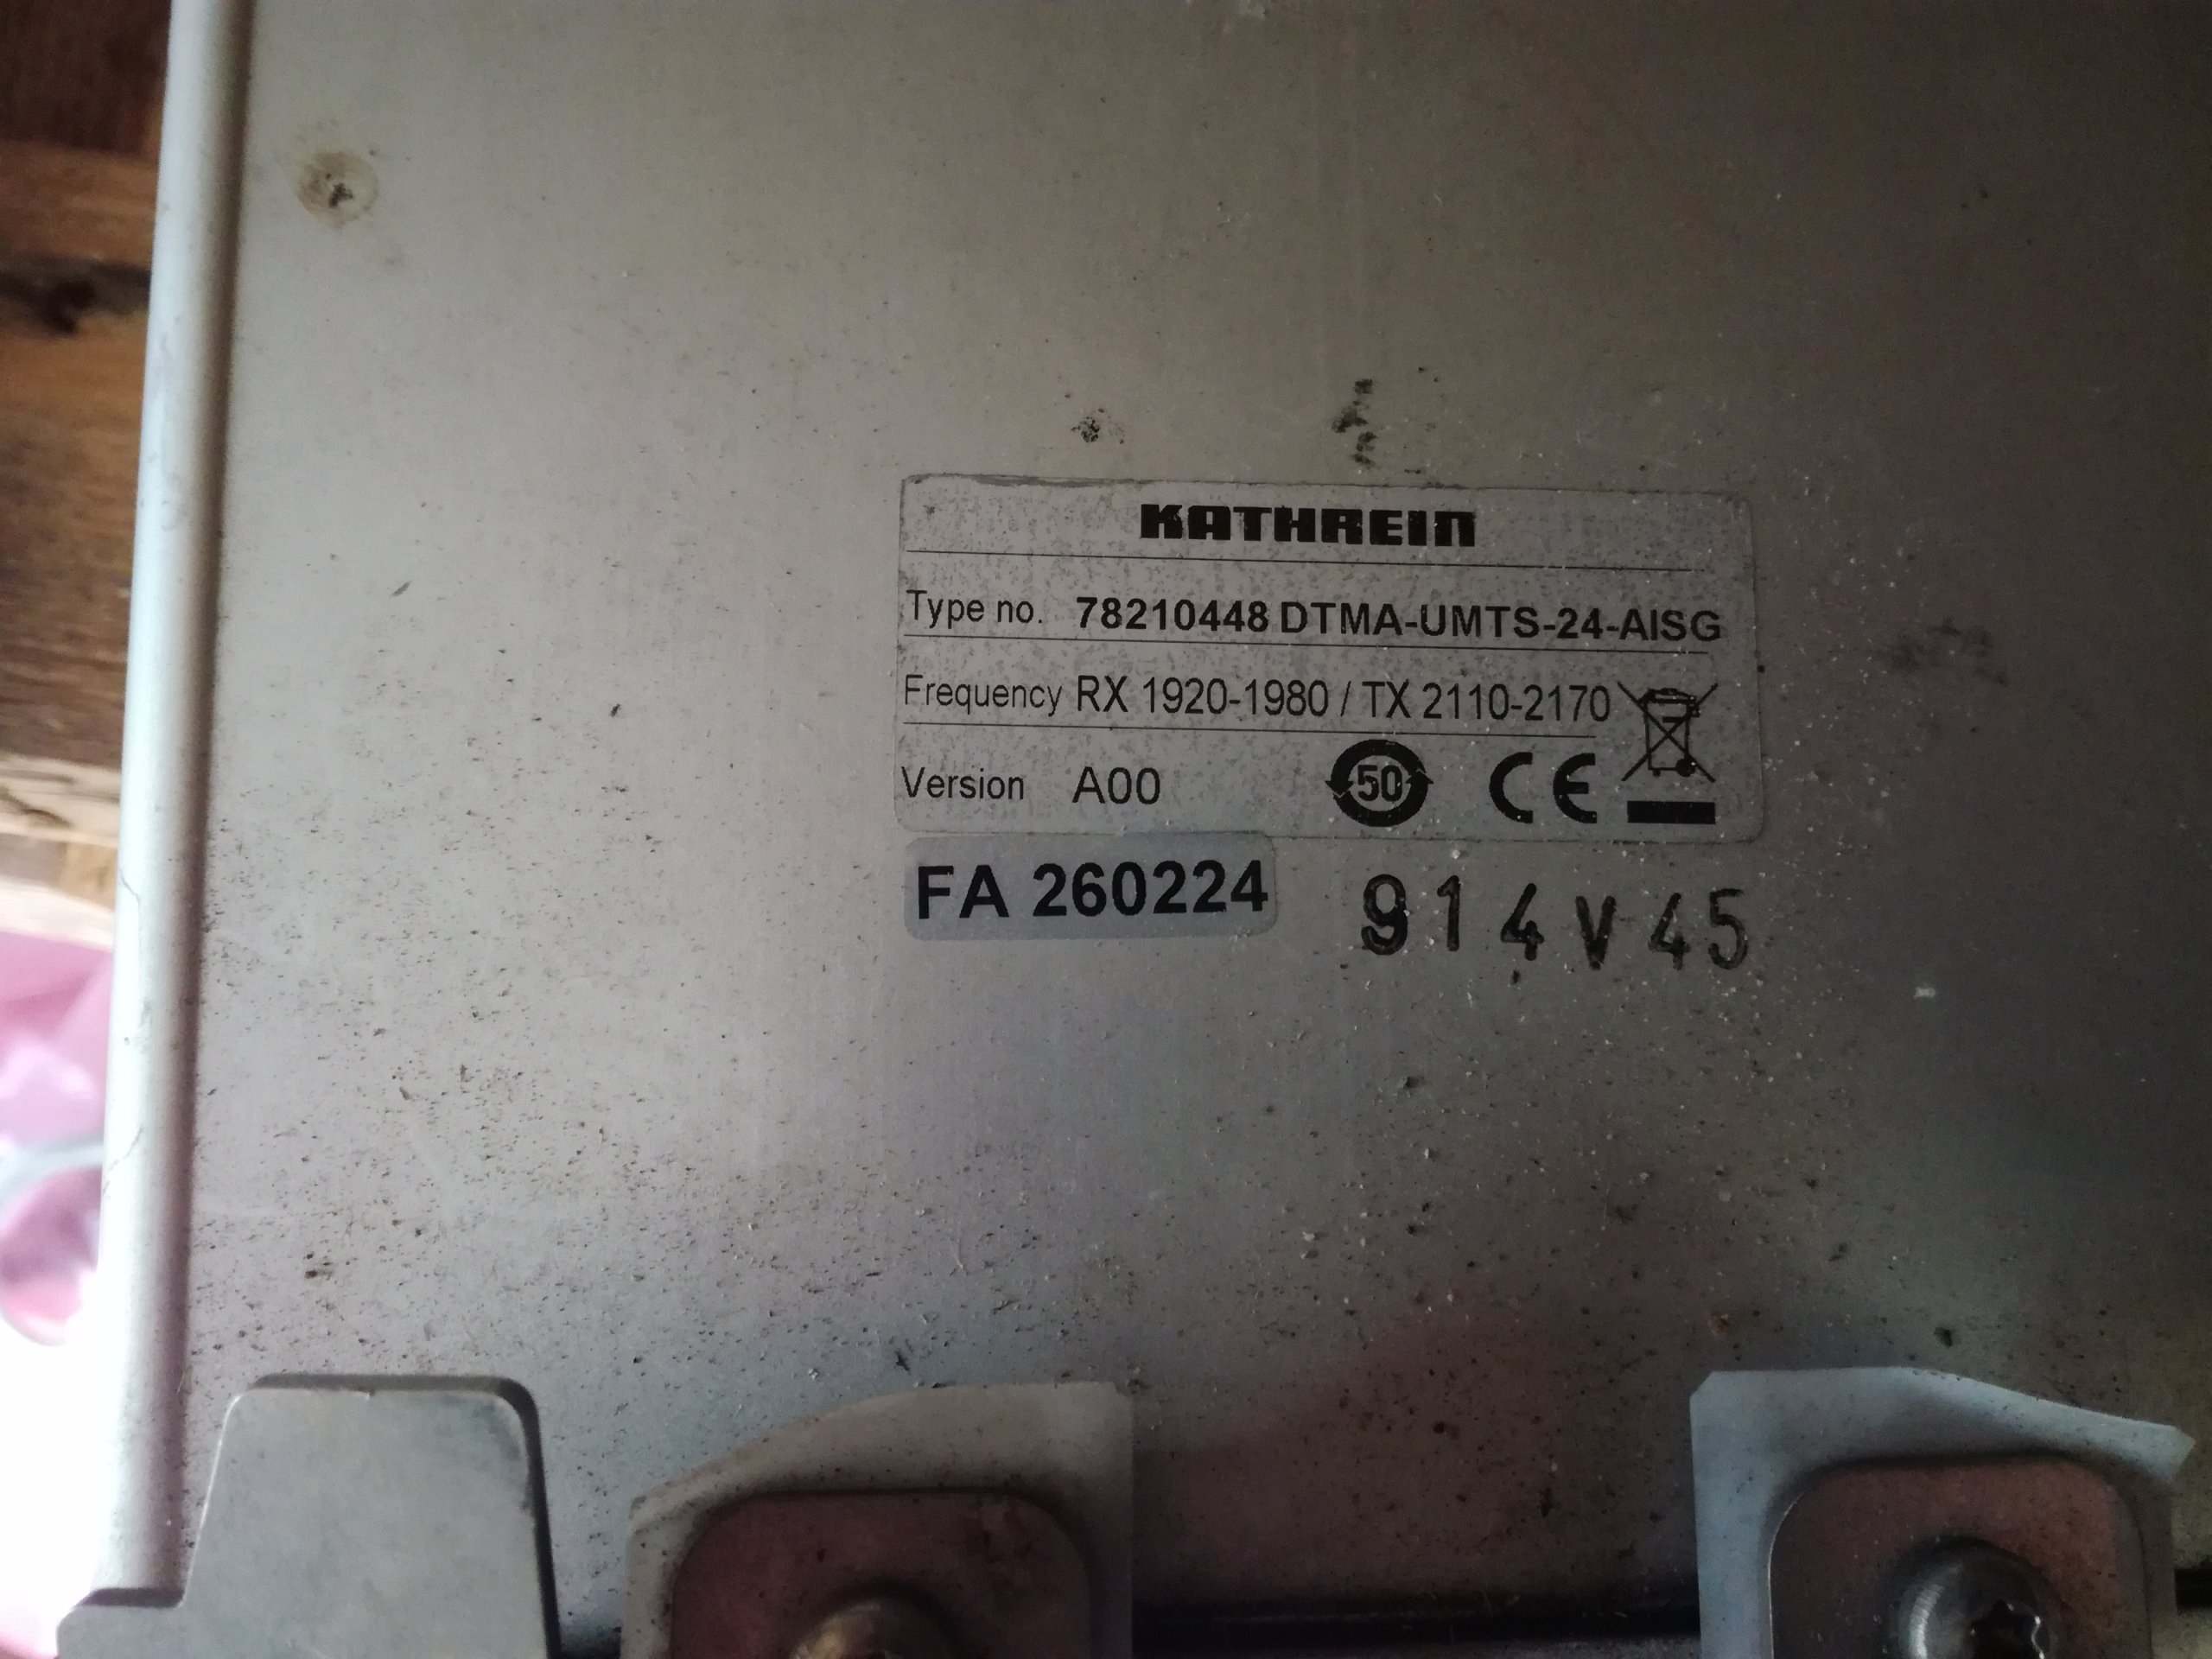 KATHREIN
Type no. 78210448 DTMA-UMTS-24-AISG
Frequency RX 1920-1980 / TX 2110-2170
Version A00 50 CE
FA 260224
914V45